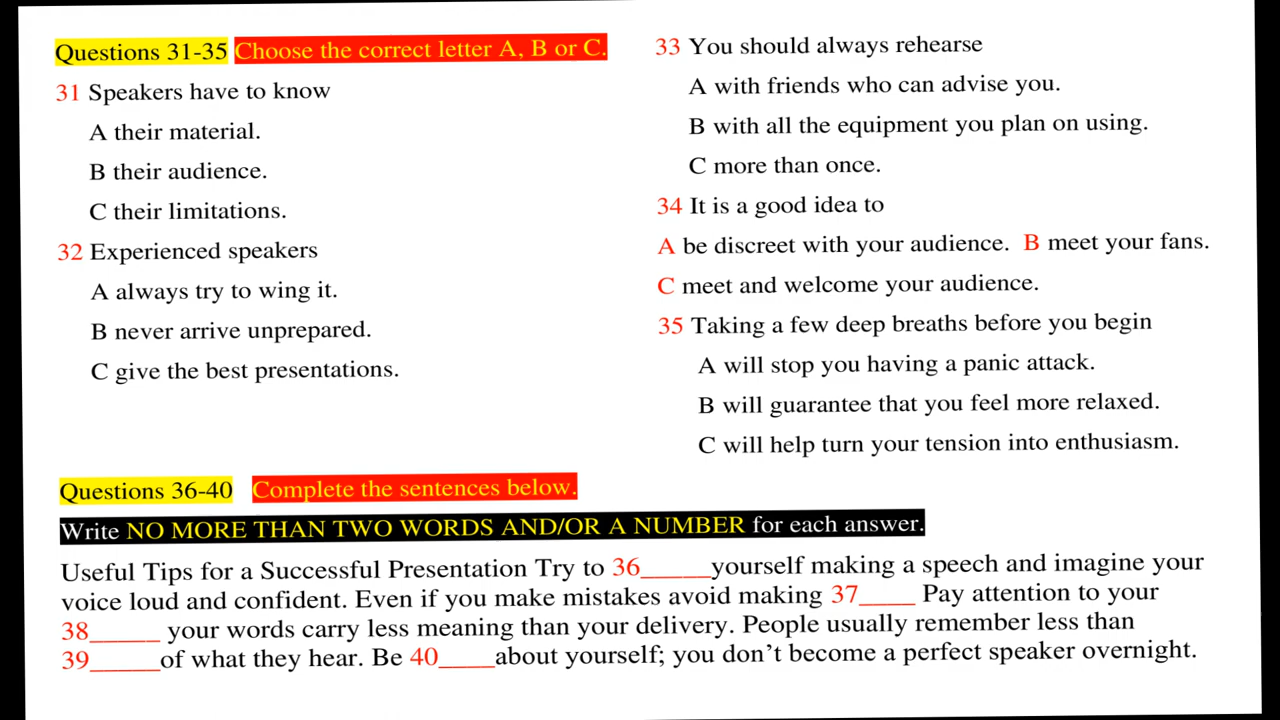 Questions 31-35 Choose the correct letter A, B or C.
31 Speakers have to know
A their material.
B their audience.
C their limitations.
32 Experienced speakers
A always try to wing it.
B never arrive unprepared.
C give the best presentations.
33 You should always rehearse
A with friends who can advise you.
B with all the equipment you plan on using.
C more than once.
34 It is a good idea to
A be discreet with your audience. B meet your fans.
C meet and welcome your audience.
35 Taking a few deep breaths before you begin
A will stop you having a panic attack.
B will guarantee that you feel more relaxed.
C will help turn your tension into enthusiasm.
Questions 36-40 Complete the sentences below.
Write NO MORE THAN TWO WORDS AND/OR A NUMBER for each answer.
Useful Tips for a Successful Presentation Try to 36_____yourself making a speech and imagine your
voice loud and confident. Even if you make mistakes avoid making 37____ Pay attention to your
38_____ your words carry less meaning than your delivery. People usually remember less than
39_____of what they hear. Be 40____about yourself; you don't become a perfect speaker overnight.